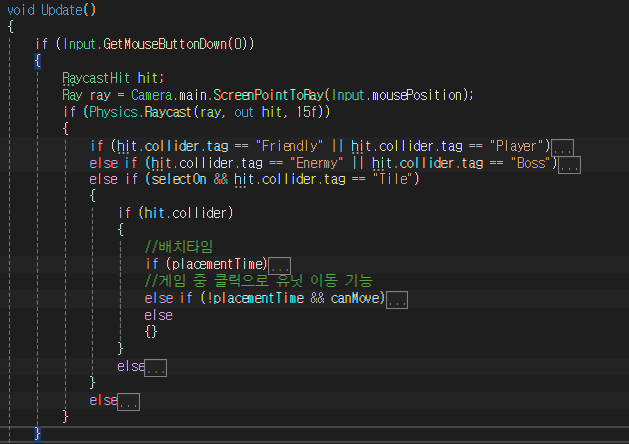 void Update()
{
if (Input.GetMouseButtonDown(0))
{
RaycastHit hit;
Ray ray = Camera.main.ScreenPointToRay(Input.mousePosition);
if (Physics.Raycast(ray, out hit, 15f))
{
if (hit.collider.tag == "Friendly" || hit.collider.tag == "Player")...
else if (hit.collider.tag == "Enemy" || hit.collider.tag == "Boss")...
else if (selectOn && hit.collider.tag == "Tile")
{
if (hit.collider)
{
//배치타임
if (placementTime)...
//게임 중 클릭으로 유닛 이동 기능
else if (!placementTime && canMove)...
else
{}
}
else...
}
else...
}
}